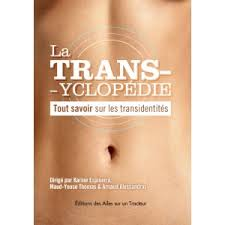 La
TRANS-
-YCLOPÉDIE
Tout savoir sur les transidentités
Dirigé par Karine Espineira,
Maud-Yeuse Thomas & Arnaud Alessandrin
Éditions des Ailes sur un Tracteur